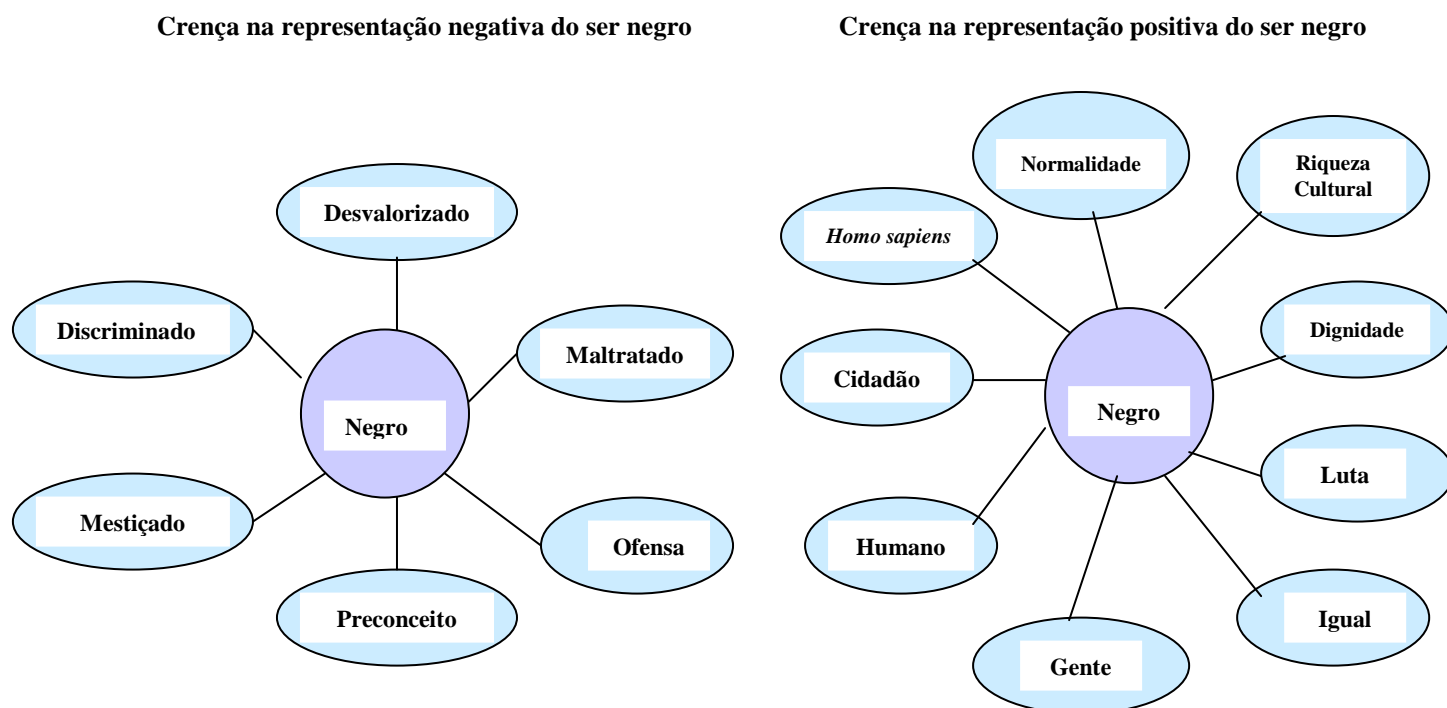 Crença na representação negativa do ser negro
Desvalorizado
Discriminado
Maltratado
Negro
Mestiçado
Ofensa
Preconceito
Crença na representação positiva do ser negro
Normalidade
Riqueza
Cultural
Homo sapiens
Dignidade
Cidadão
Negro
Luta
Humano
Igual
Gente